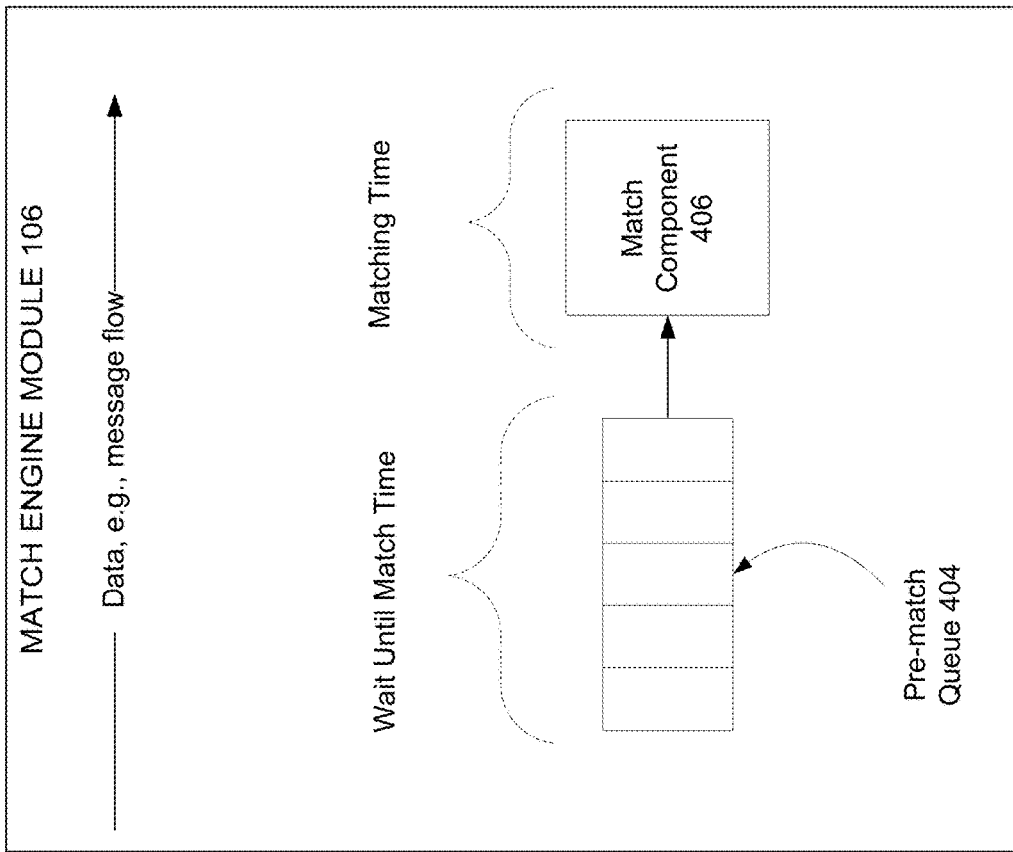 MATCH ENGINE MODULE 106
Data, e.g., message flow
Wait Until Match Time
Matching Time
Match
Component
406
Pre-match
Queue 404